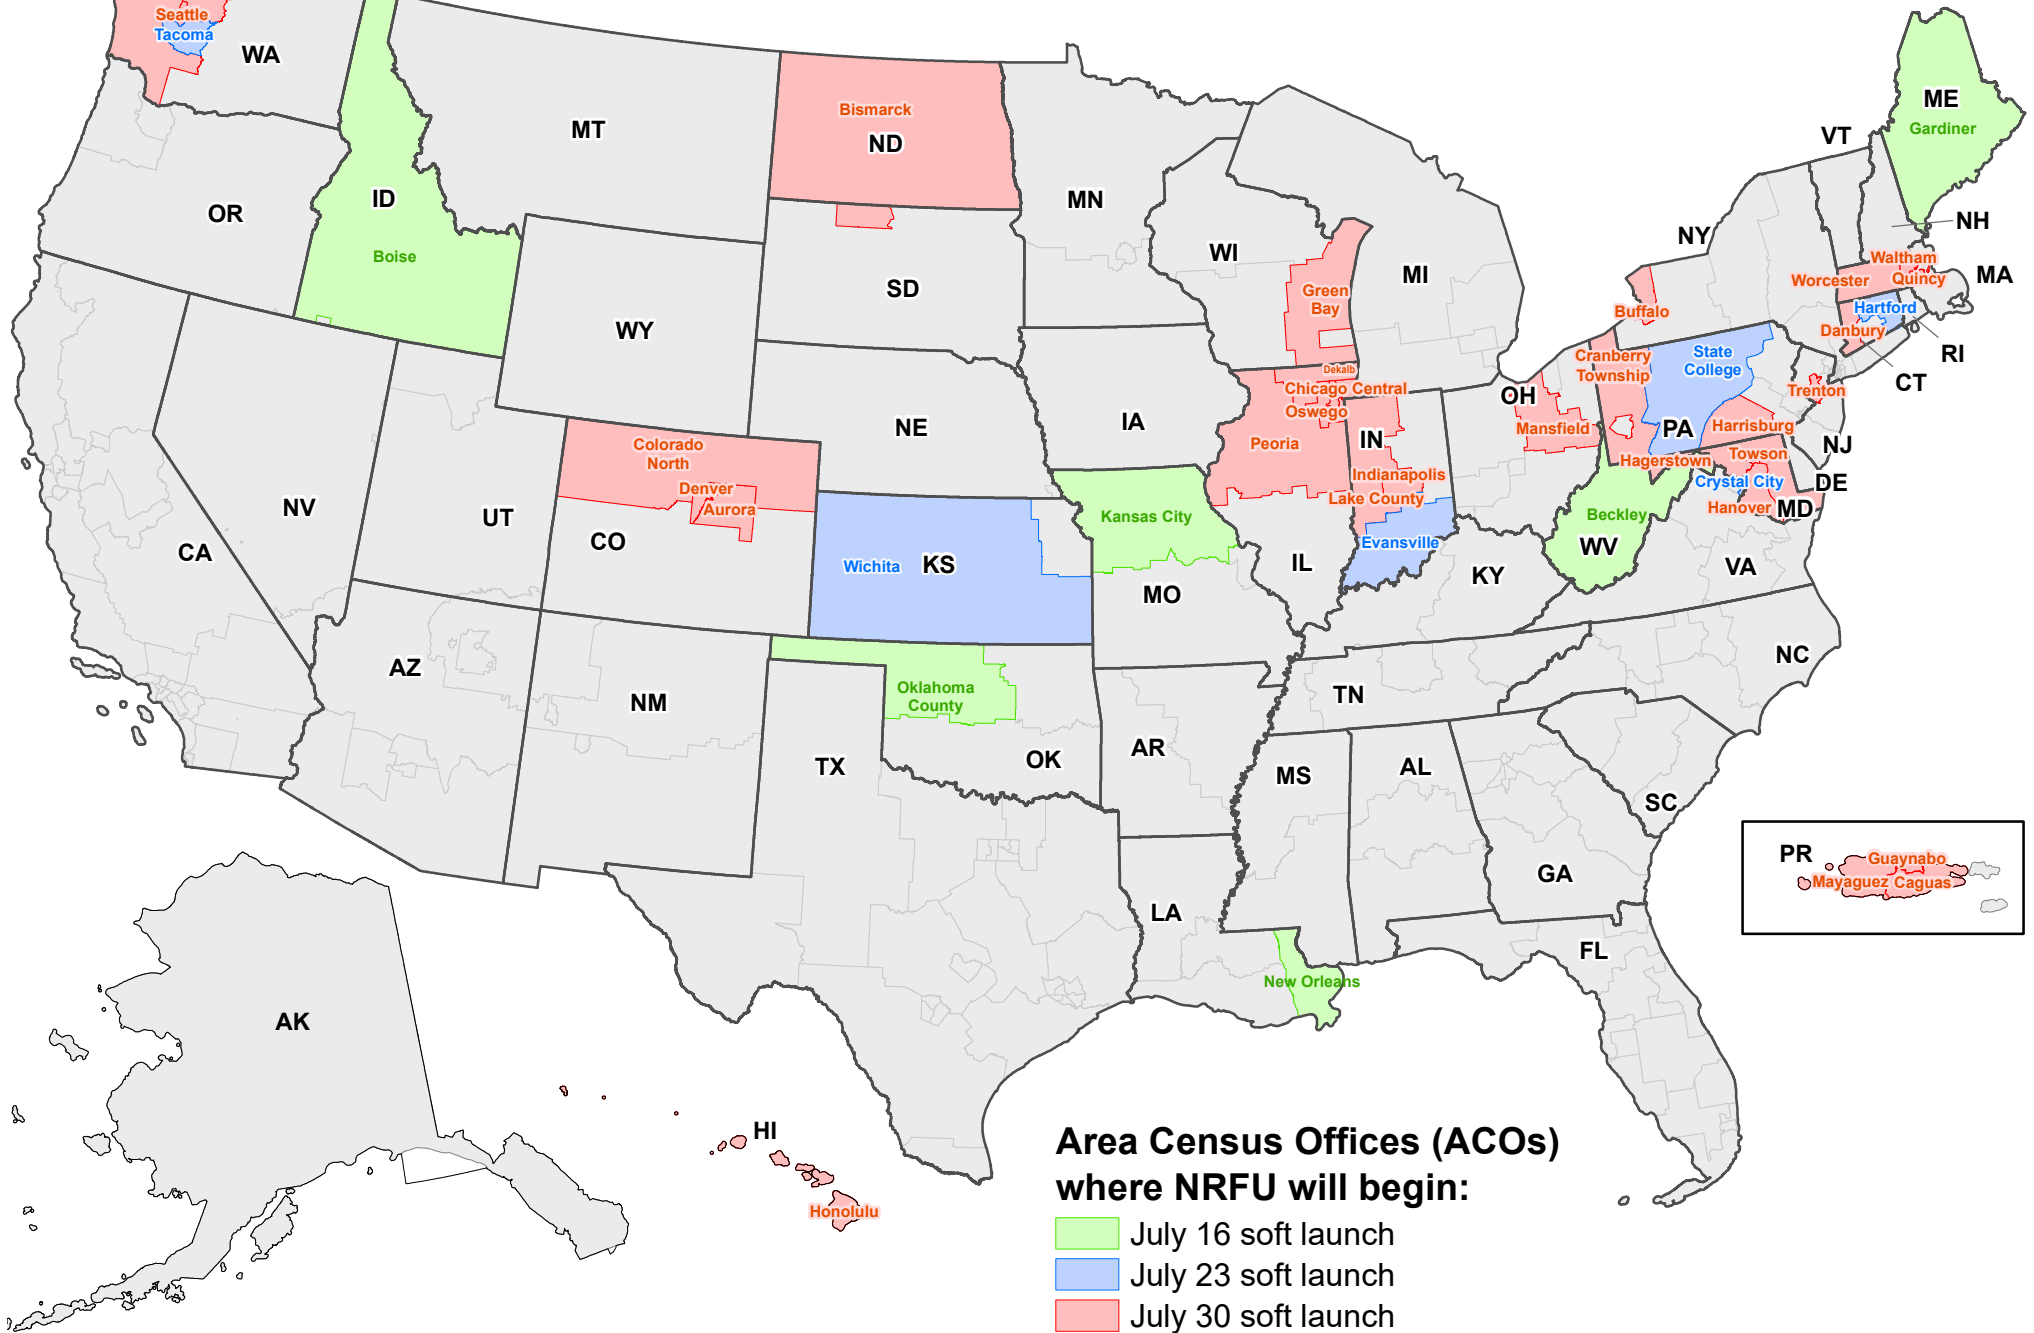 Seattle
Tacoma
WA
MT
Bismarck
ND
MN
ME
Gardiner
VT
NH
OR
ID
Boise
SD
WI
MI
NY
Waltham
Worcester
Quincy
MA
WY
Green
Bay
Buffalo
Hartford
Danbury
RI
CT
NE
IA
Dekalb
Chicago Central
Oswego
Peoria
IN
Indianapolis
Lake County
OH
Mansfield
Cranberry
Township
State
College
PA
Harrisburg
Trenton
NJ
Hagerstown
Towson
Crystal City
DE
Hanover
MD
Colorado
North
Denver
Aurora
NV
UT
CO
CA
Wichita
KS
Kansas City
MO
IL
Evansville
KY
Beckley
WV
VA
AZ
NM
Oklahoma
County
OK
TX
AR
TN
NC
MS
AL
SC
GA
LA
New Orleans
FL
PR
Guaynabo
Mayaguez
Caguas
AK
HI
Honolulu
Area Census Offices (ACOs)
where NRFU will begin:
July 16 soft launch
July 23 soft launch
July 30 soft launch